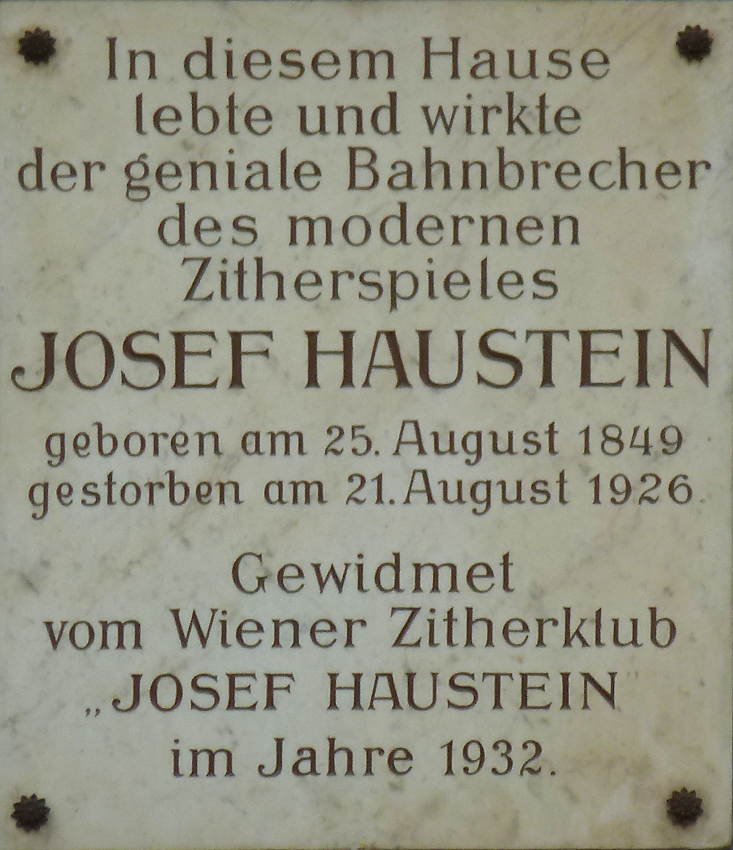 In diesem Hause
lebte und wirkte
der geniale Bahnbrecher
des modernen
Zitherspieles
JOSEF HAUSTEIN
geboren am 25. August 1849
gestorben am 21. August 1926.
Gewidmet
vom Wiener Zitherklub
„JOSEF HAUSTEIN"
im Jahre 1932.